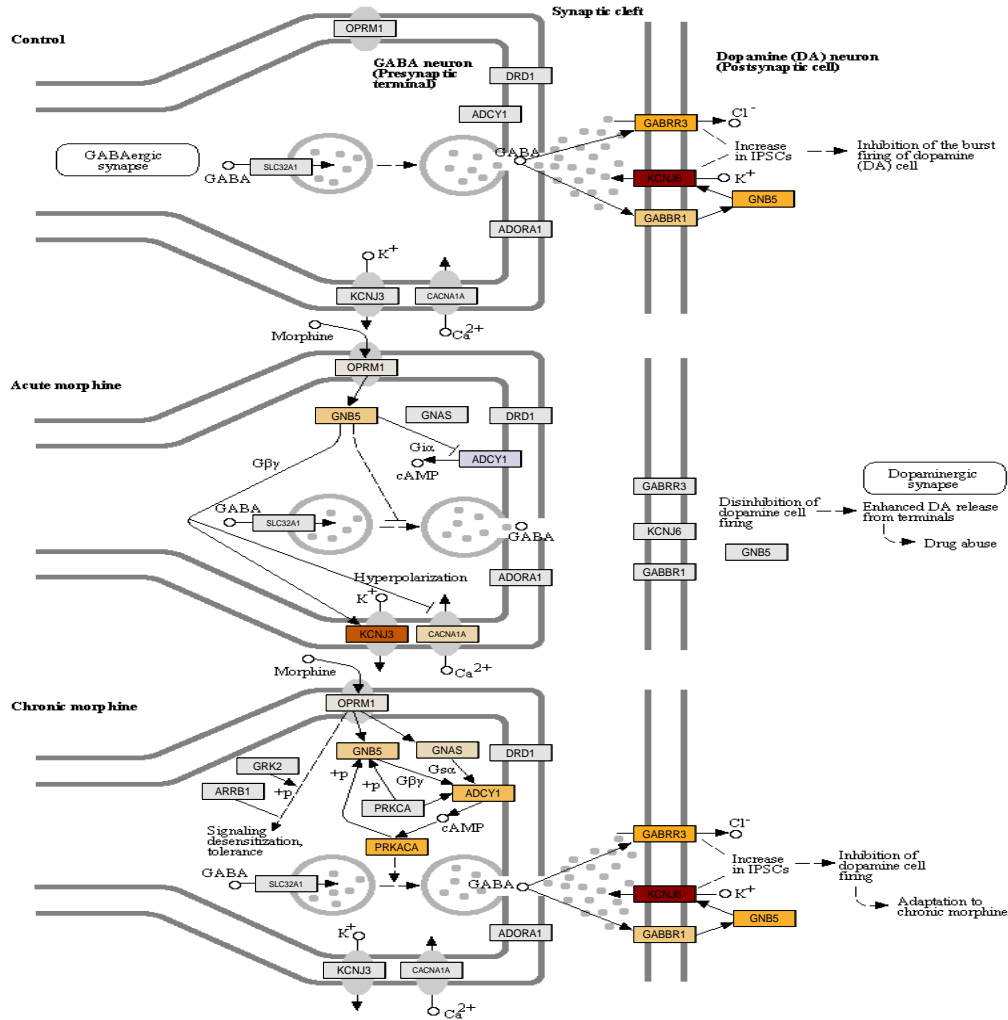 Synaptic cleft
OPRM1
Control
GABA neuron
(Presynaptic
terminal)
Dopamine (DA) neuron
(Postsynaptic cell)
DRD1
ADCY1
Cl-
GABRR3
GABAergic
synapse
GABA
SLC32A1
GABA
Increase
in IPSCs
Inhibition of the burst
firing of dopamine
(DA) cell
KCNJ6
K+
GNB5
GABBR1
ADORA1
K+
KCNJ3
CACNA1A
Ca2+
Morphine
OPRM1
Acute morphine
GNB5
GNAS
DRD1
Giα
ADCY1
cAMP
Gβγ
GABA
SLC32A1
GABA
GABRR3
KCNJ6
GNB5
GABBR1
Disinhibition of
dopamine cell
firing
Dopaminergic
synapse
Enhanced DA release
from terminals
Drug abuse
Hyperpolarization
ADORA1
K+
KCNJ3
CACNA1A
Ca2+
Morphine
OPRM1
Chronic morphine
GNB5
GNAS
DRD1
GRK2
+p
ARRB1
+p
+p
Gβγ
Gsα
ADCY1
PRKCA
cAMP
Signaling
desensitization,
tolerance
PRKACA
GABA
SLC32A1
GABA
Cl-
GABRR3
Increase
in IPSCs
Inhibition of
dopamine cell
firing
KCNJ6
K+
GNB5
Adaptation to
chronic morphine
GABBR1
ADORA1
K+
KCNJ3
CACNA1A
Ca2+